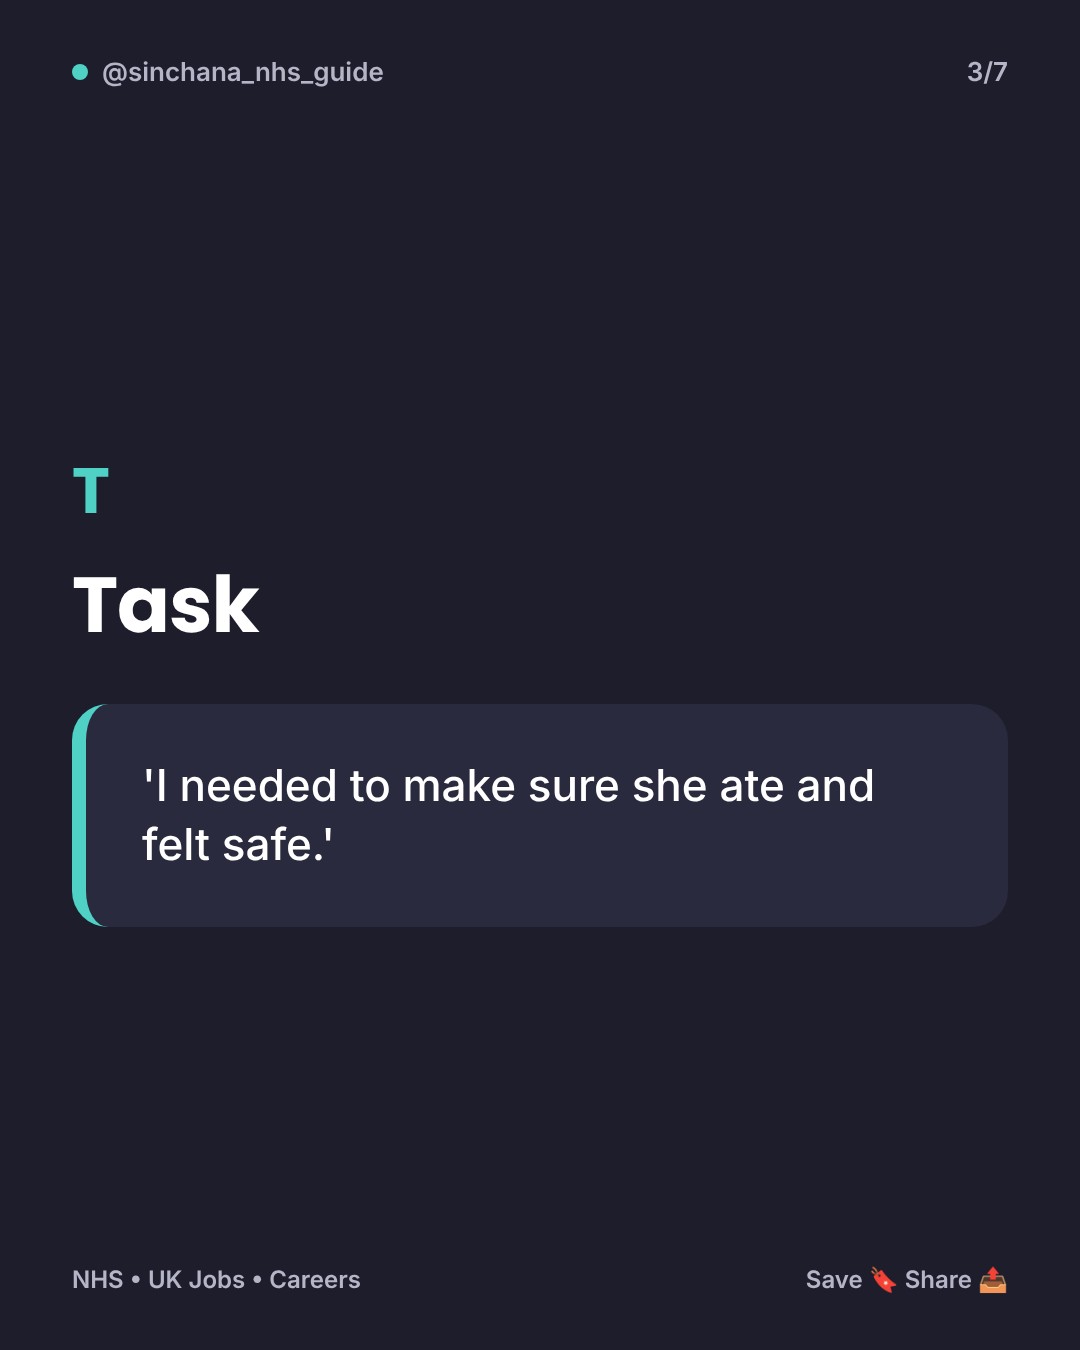 @sinchana_nhs_guide
3/7
T
Task
'I needed to make sure she ate and
felt safe.'
NHS • UK Jobs • Careers
Save 🔖 Share 📤